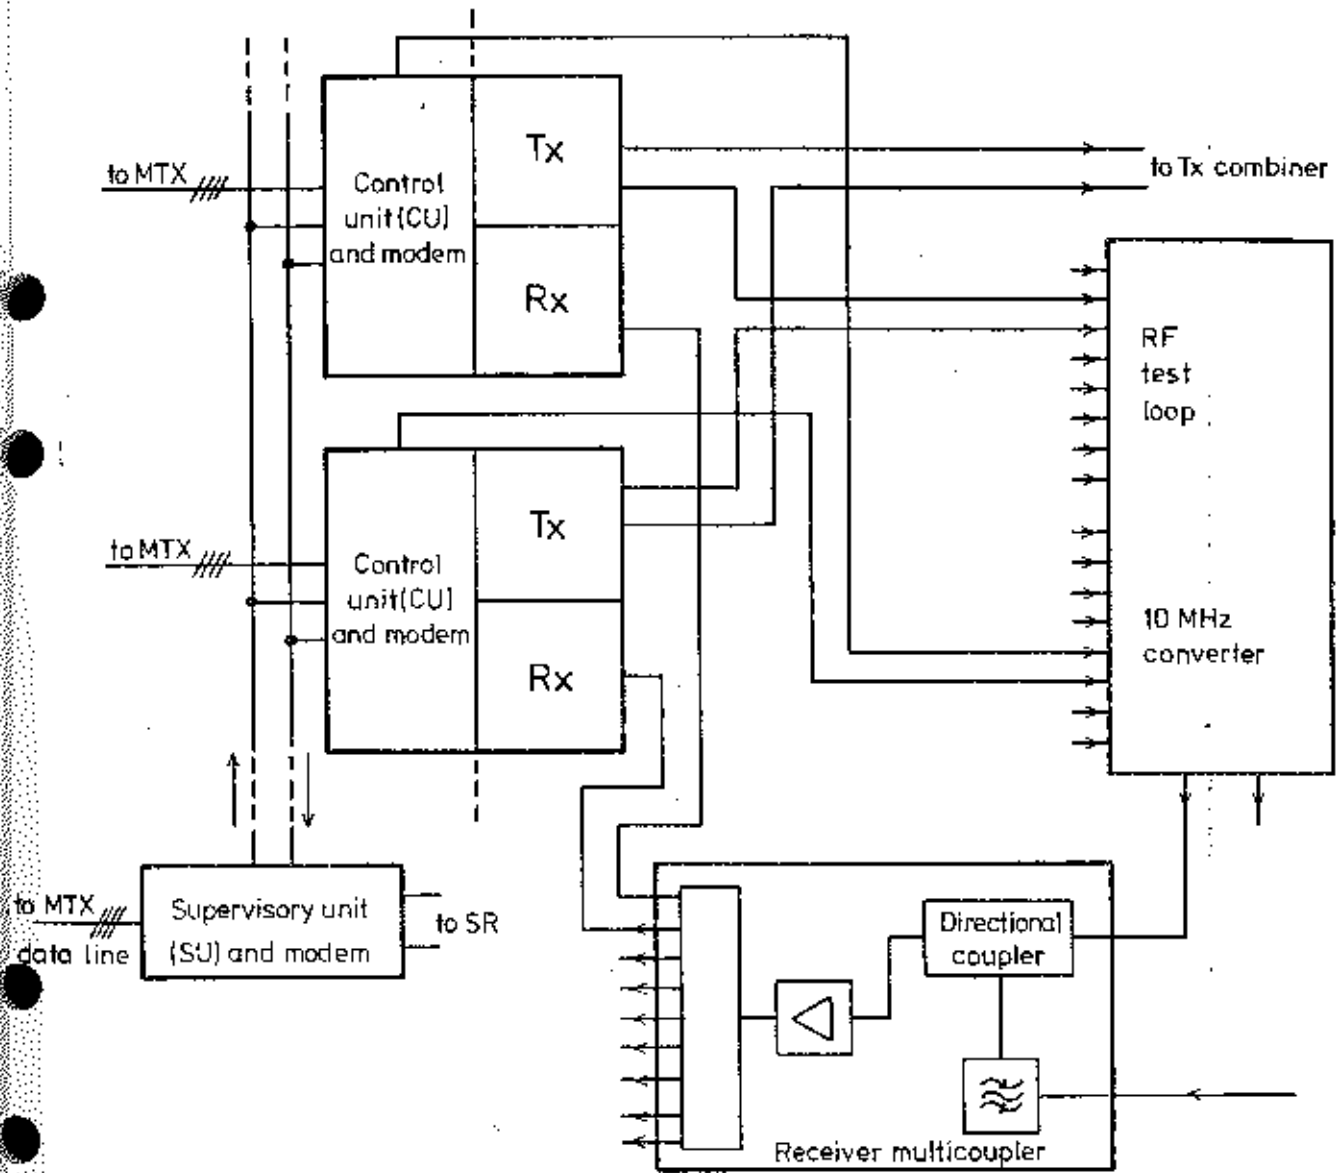 Tx
to Tx combiner
to MTX
Control
unit(CU)
and modem
Rx
RF
test
loop
Tx
to MTX
Control
unit(CU)
and modem
10 MHz
converter
Rx
to MTX
data line
Supervisory unit
(SU) and modem
to SR
Directional
coupler
Receiver multicoupler